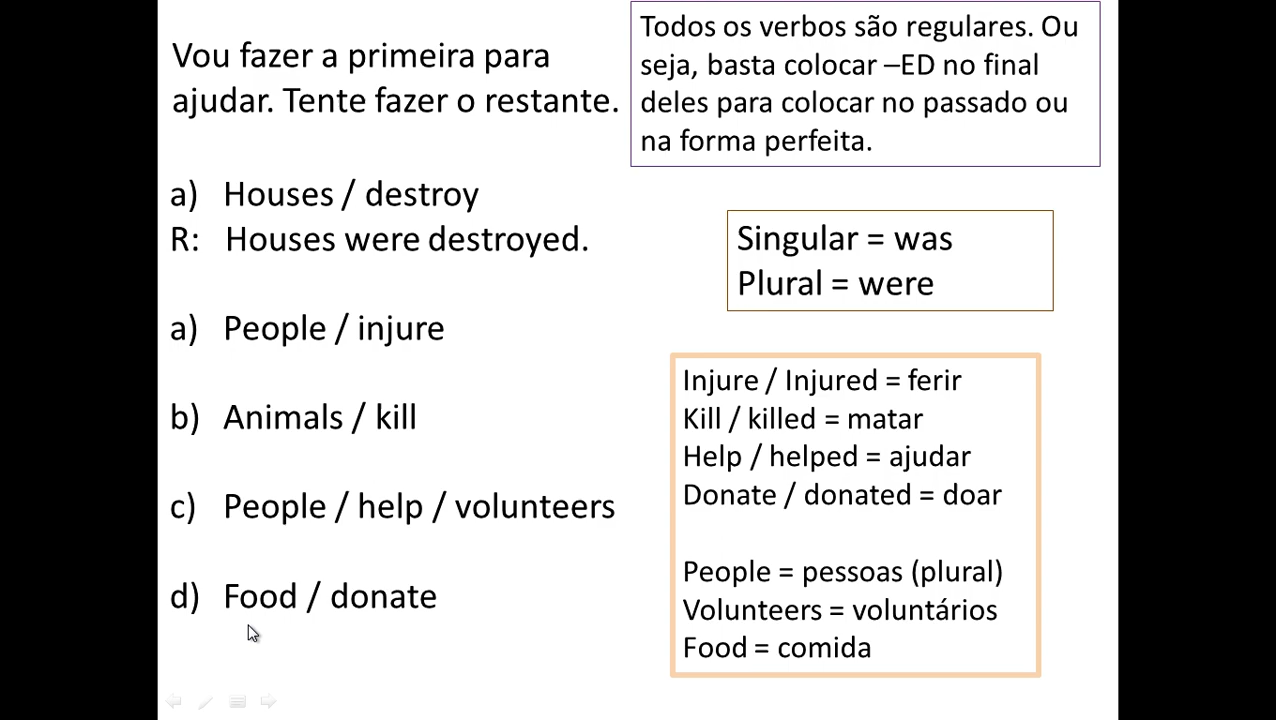 Vou fazer a primeira para
ajudar. Tente fazer o restante.
Todos os verbos são regulares. Ou
seja, basta colocar –ED no final
deles para colocar no passado ou
na forma perfeita.
a) Houses / destroy
R: Houses were destroyed.
Singular = was
Plural = were
a) People / injure
b) Animals / kill
c) People / help / volunteers
d) Food / donate
Injure / Injured = ferir
Kill / killed = matar
Help / helped = ajudar
Donate / donated = doar
People = pessoas (plural)
Volunteers = voluntários
Food = comida